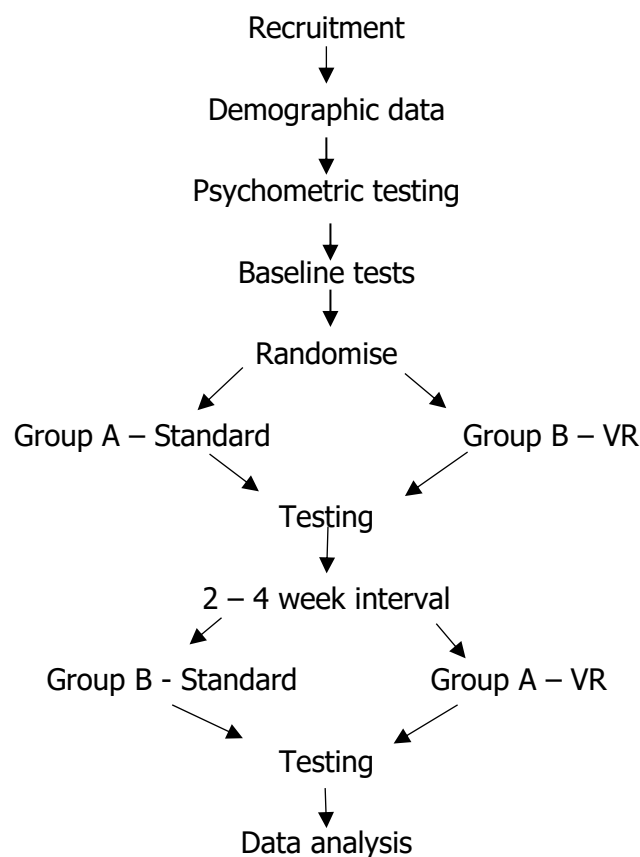 Recruitment
Demographic data
Psychometric testing
Baseline tests
Randomise
Group A – Standard
Group B – VR
Testing
2 – 4 week interval
Group B - Standard
Group A – VR
Testing
Data analysis